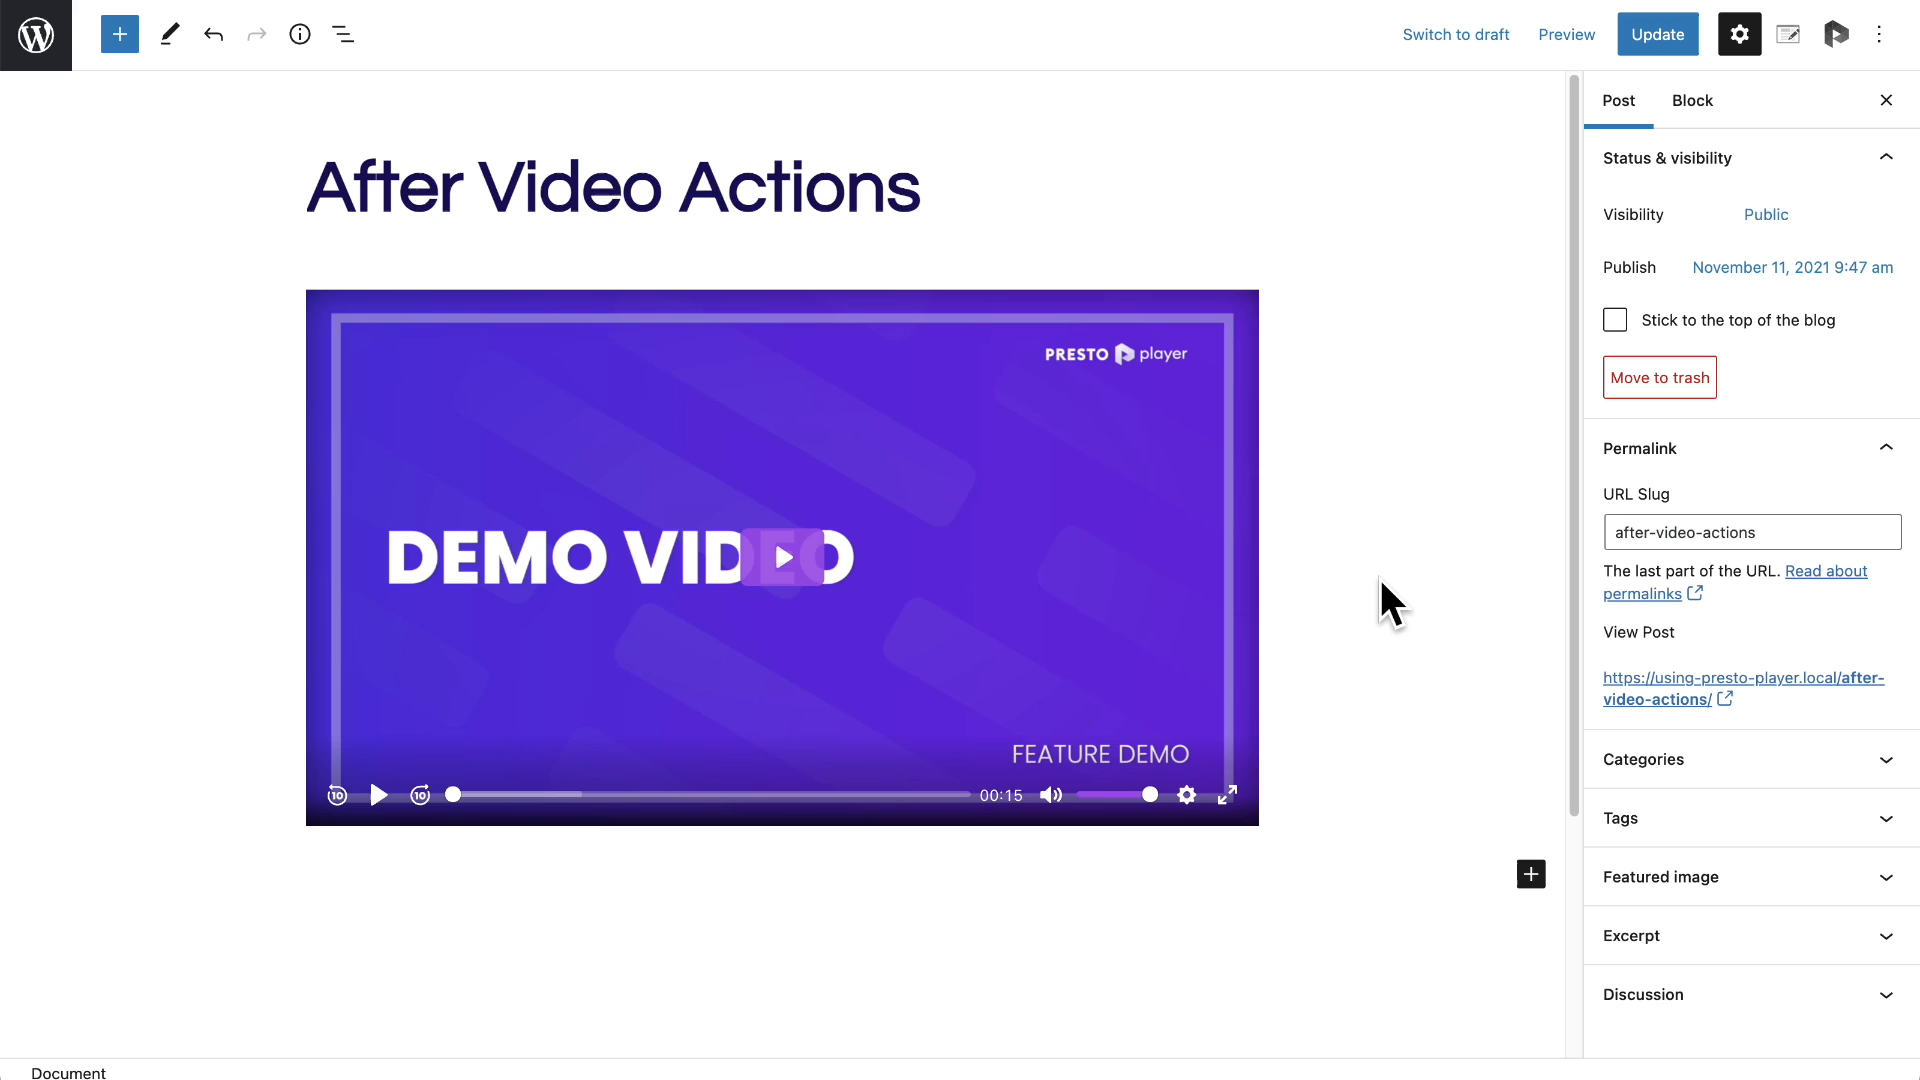 Switch to draft
Preview
Update
Post
Block
After Video Actions
Status & visibility
Visibility
Public
Publish
November 11, 2021 9:47 am
Stick to the top of the blog
Move to trash
PRESTO player
DEMO VIDEO
FEATURE DEMO
10
10
00:15
Permalink
URL Slug
after-video-actions
The last part of the URL. Read about
permalinks
View Post
https://using-presto-player.local/after-
video-actions/
Categories
Tags
Featured image
Excerpt
Discussion
Document